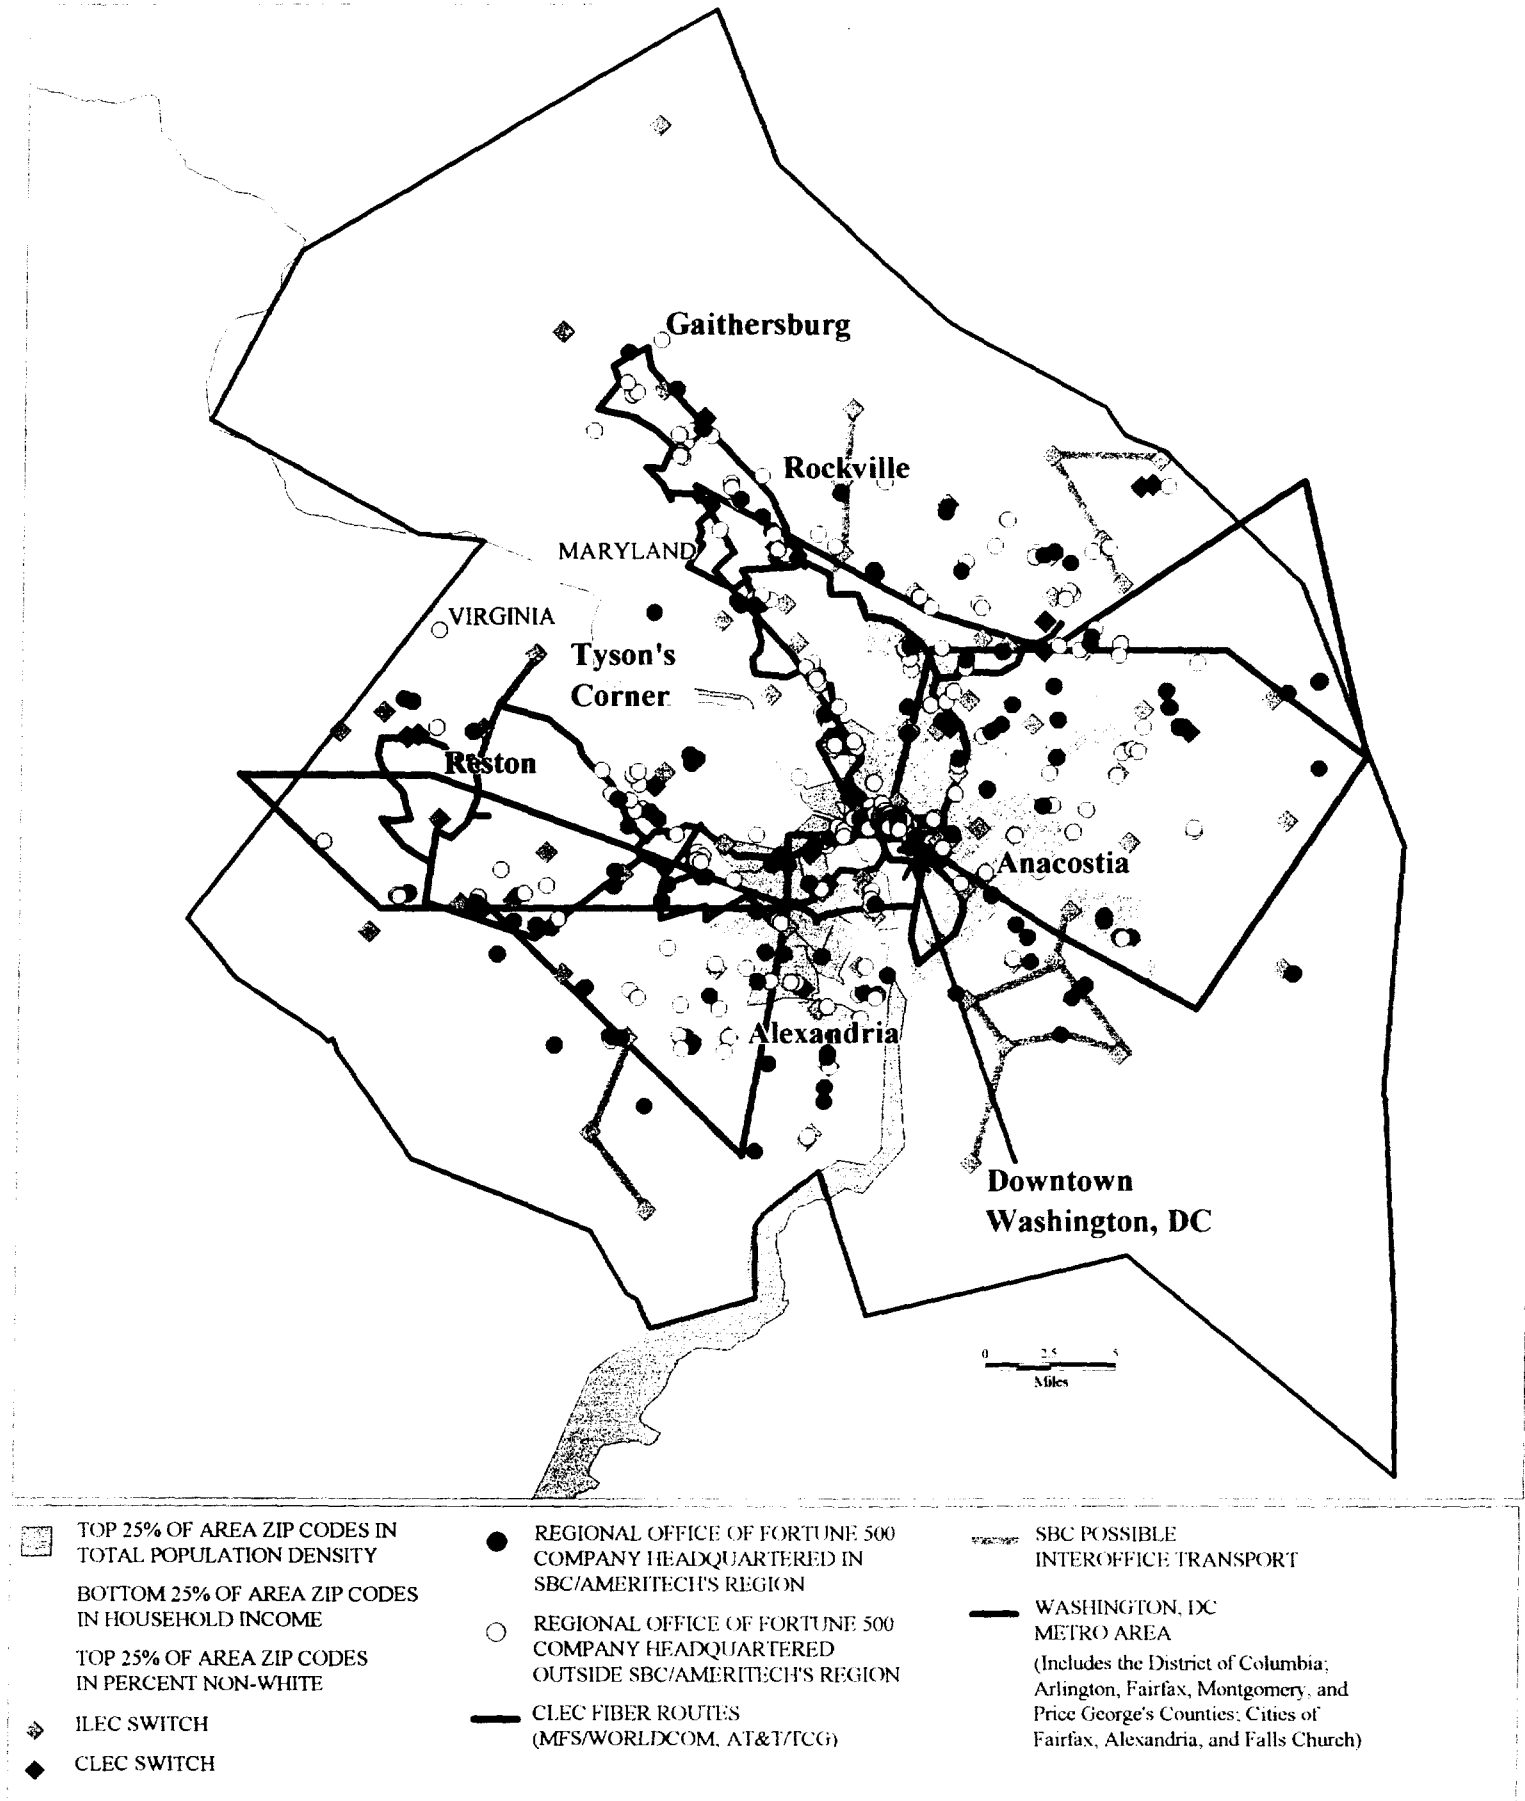 Gaithersburg
Rockville
MARYLAND
VIRGINIA
Tyson's
Corner
Reston
Anacostia
Alexandria
Downtown
Washington, DC
0 2.5 5
Miles
TOP 25% OF AREA ZIP CODES IN
TOTAL POPULATION DENSITY
BOTTOM 25% OF AREA ZIP CODES
IN HOUSEHOLD INCOME
TOP 25% OF AREA ZIP CODES
IN PERCENT NON-WHITE
ILEC SWITCH
CLEC SWITCH
REGIONAL OFFICE OF FORTUNE 500
COMPANY HEADQUARTERED IN
SBC/AMERITECH'S REGION
REGIONAL OFFICE OF FORTUNE 500
COMPANY HEADQUARTERED
OUTSIDE SBC/AMERITECH'S REGION
CLEC FIBER ROUTES
(MFS/WORLDCOM, AT&T/TCG)
SBC POSSIBLE
INTEROFFICE TRANSPORT
WASHINGTON, DC
METRO AREA
(Includes the District of Columbia;
Arlington, Fairfax, Montgomery, and
Price George's Counties; Cities of
Fairfax, Alexandria, and Falls Church)